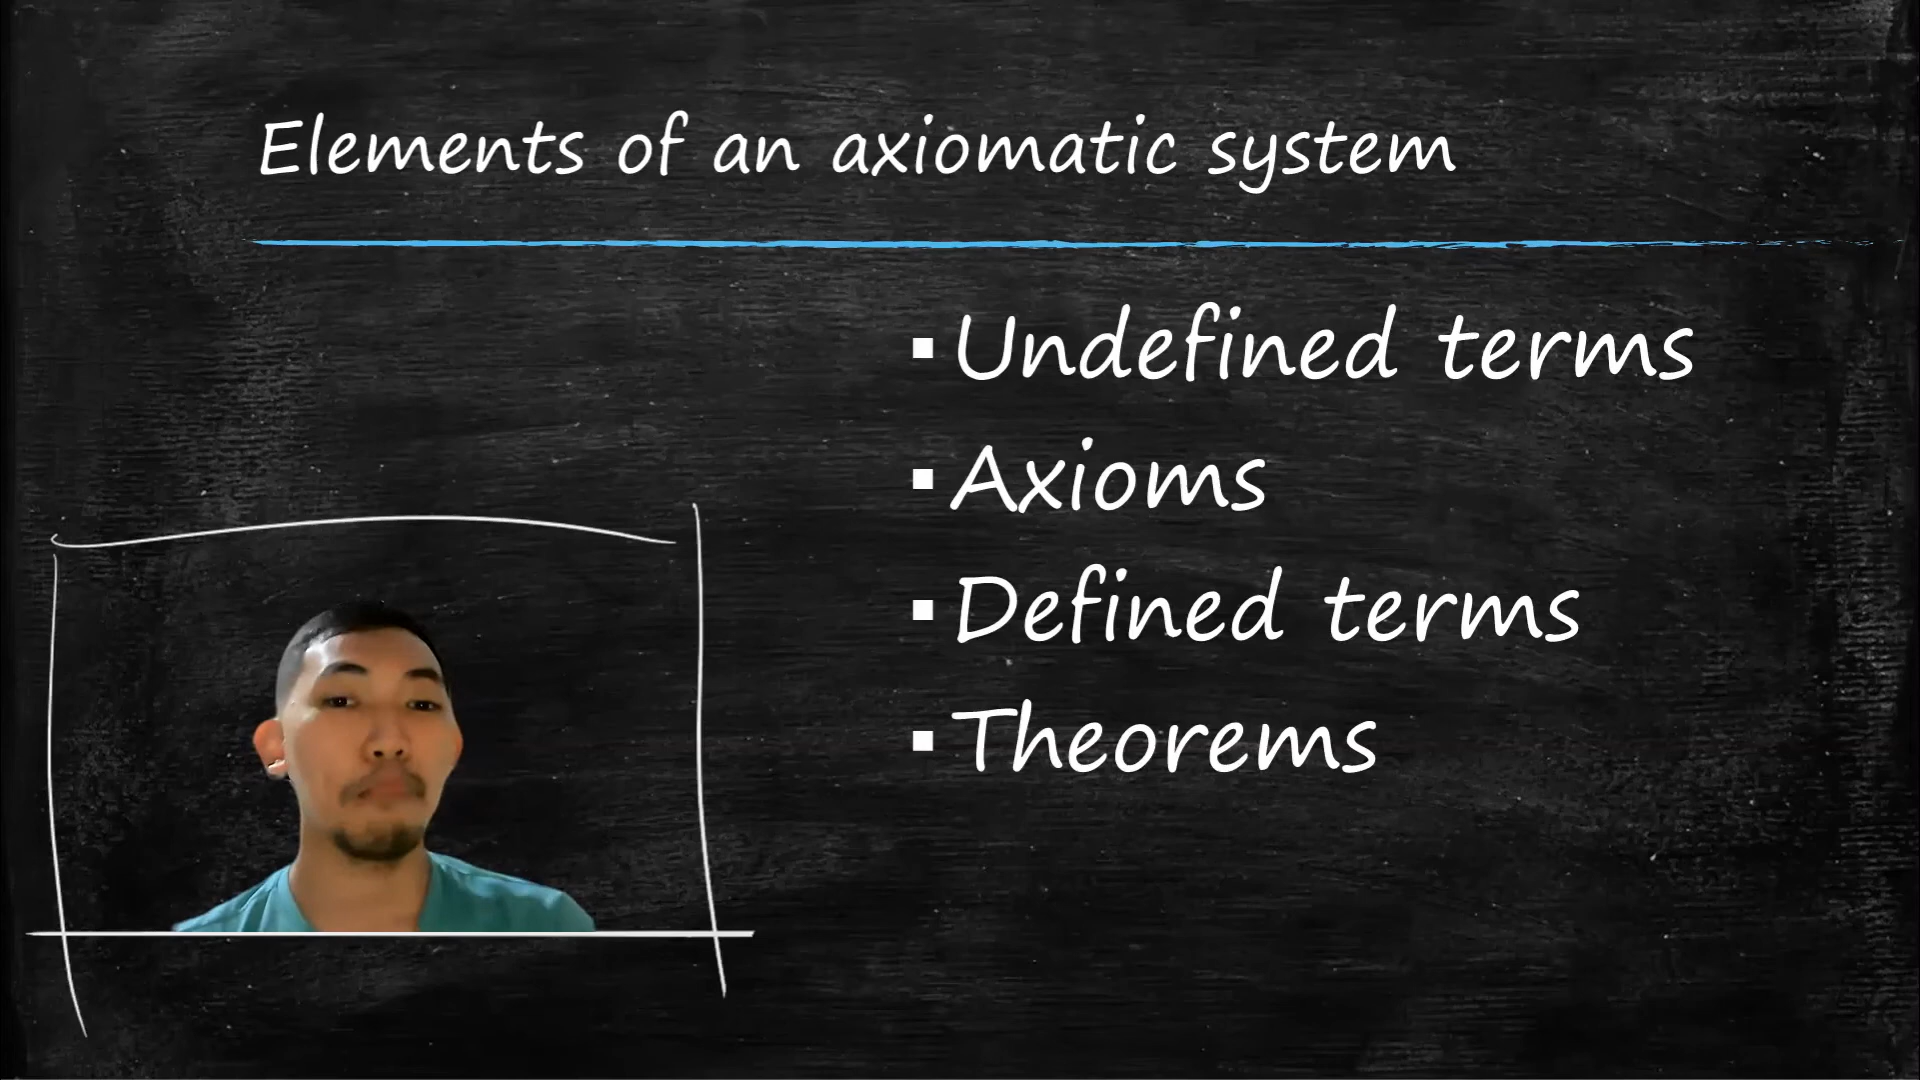 Elements of an axiomatic system
▪ Undefined terms
▪ Axioms
▪ Defined terms
▪ Theorems